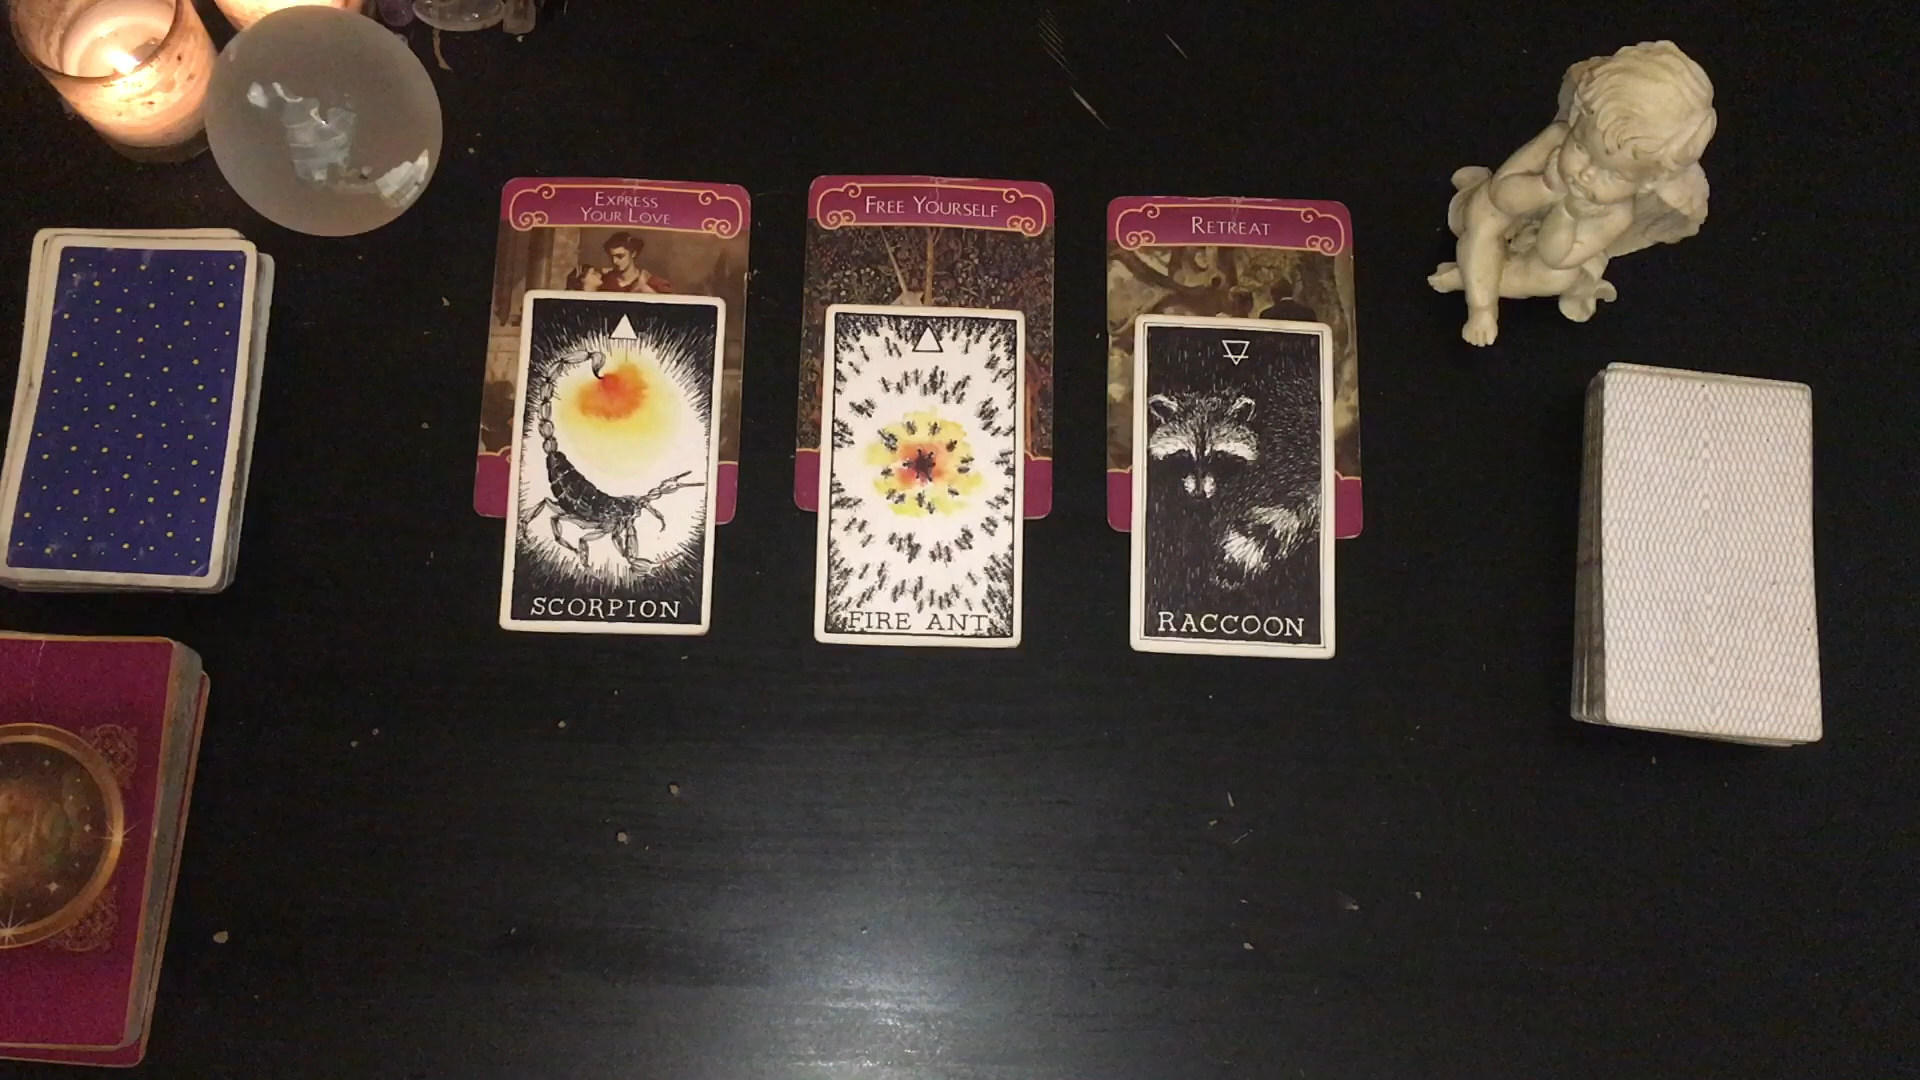 EXPRESS
YOUR LOVE
FREE YOURSELF
RETREAT
SCORPION
FIRE ANT
RACCOON